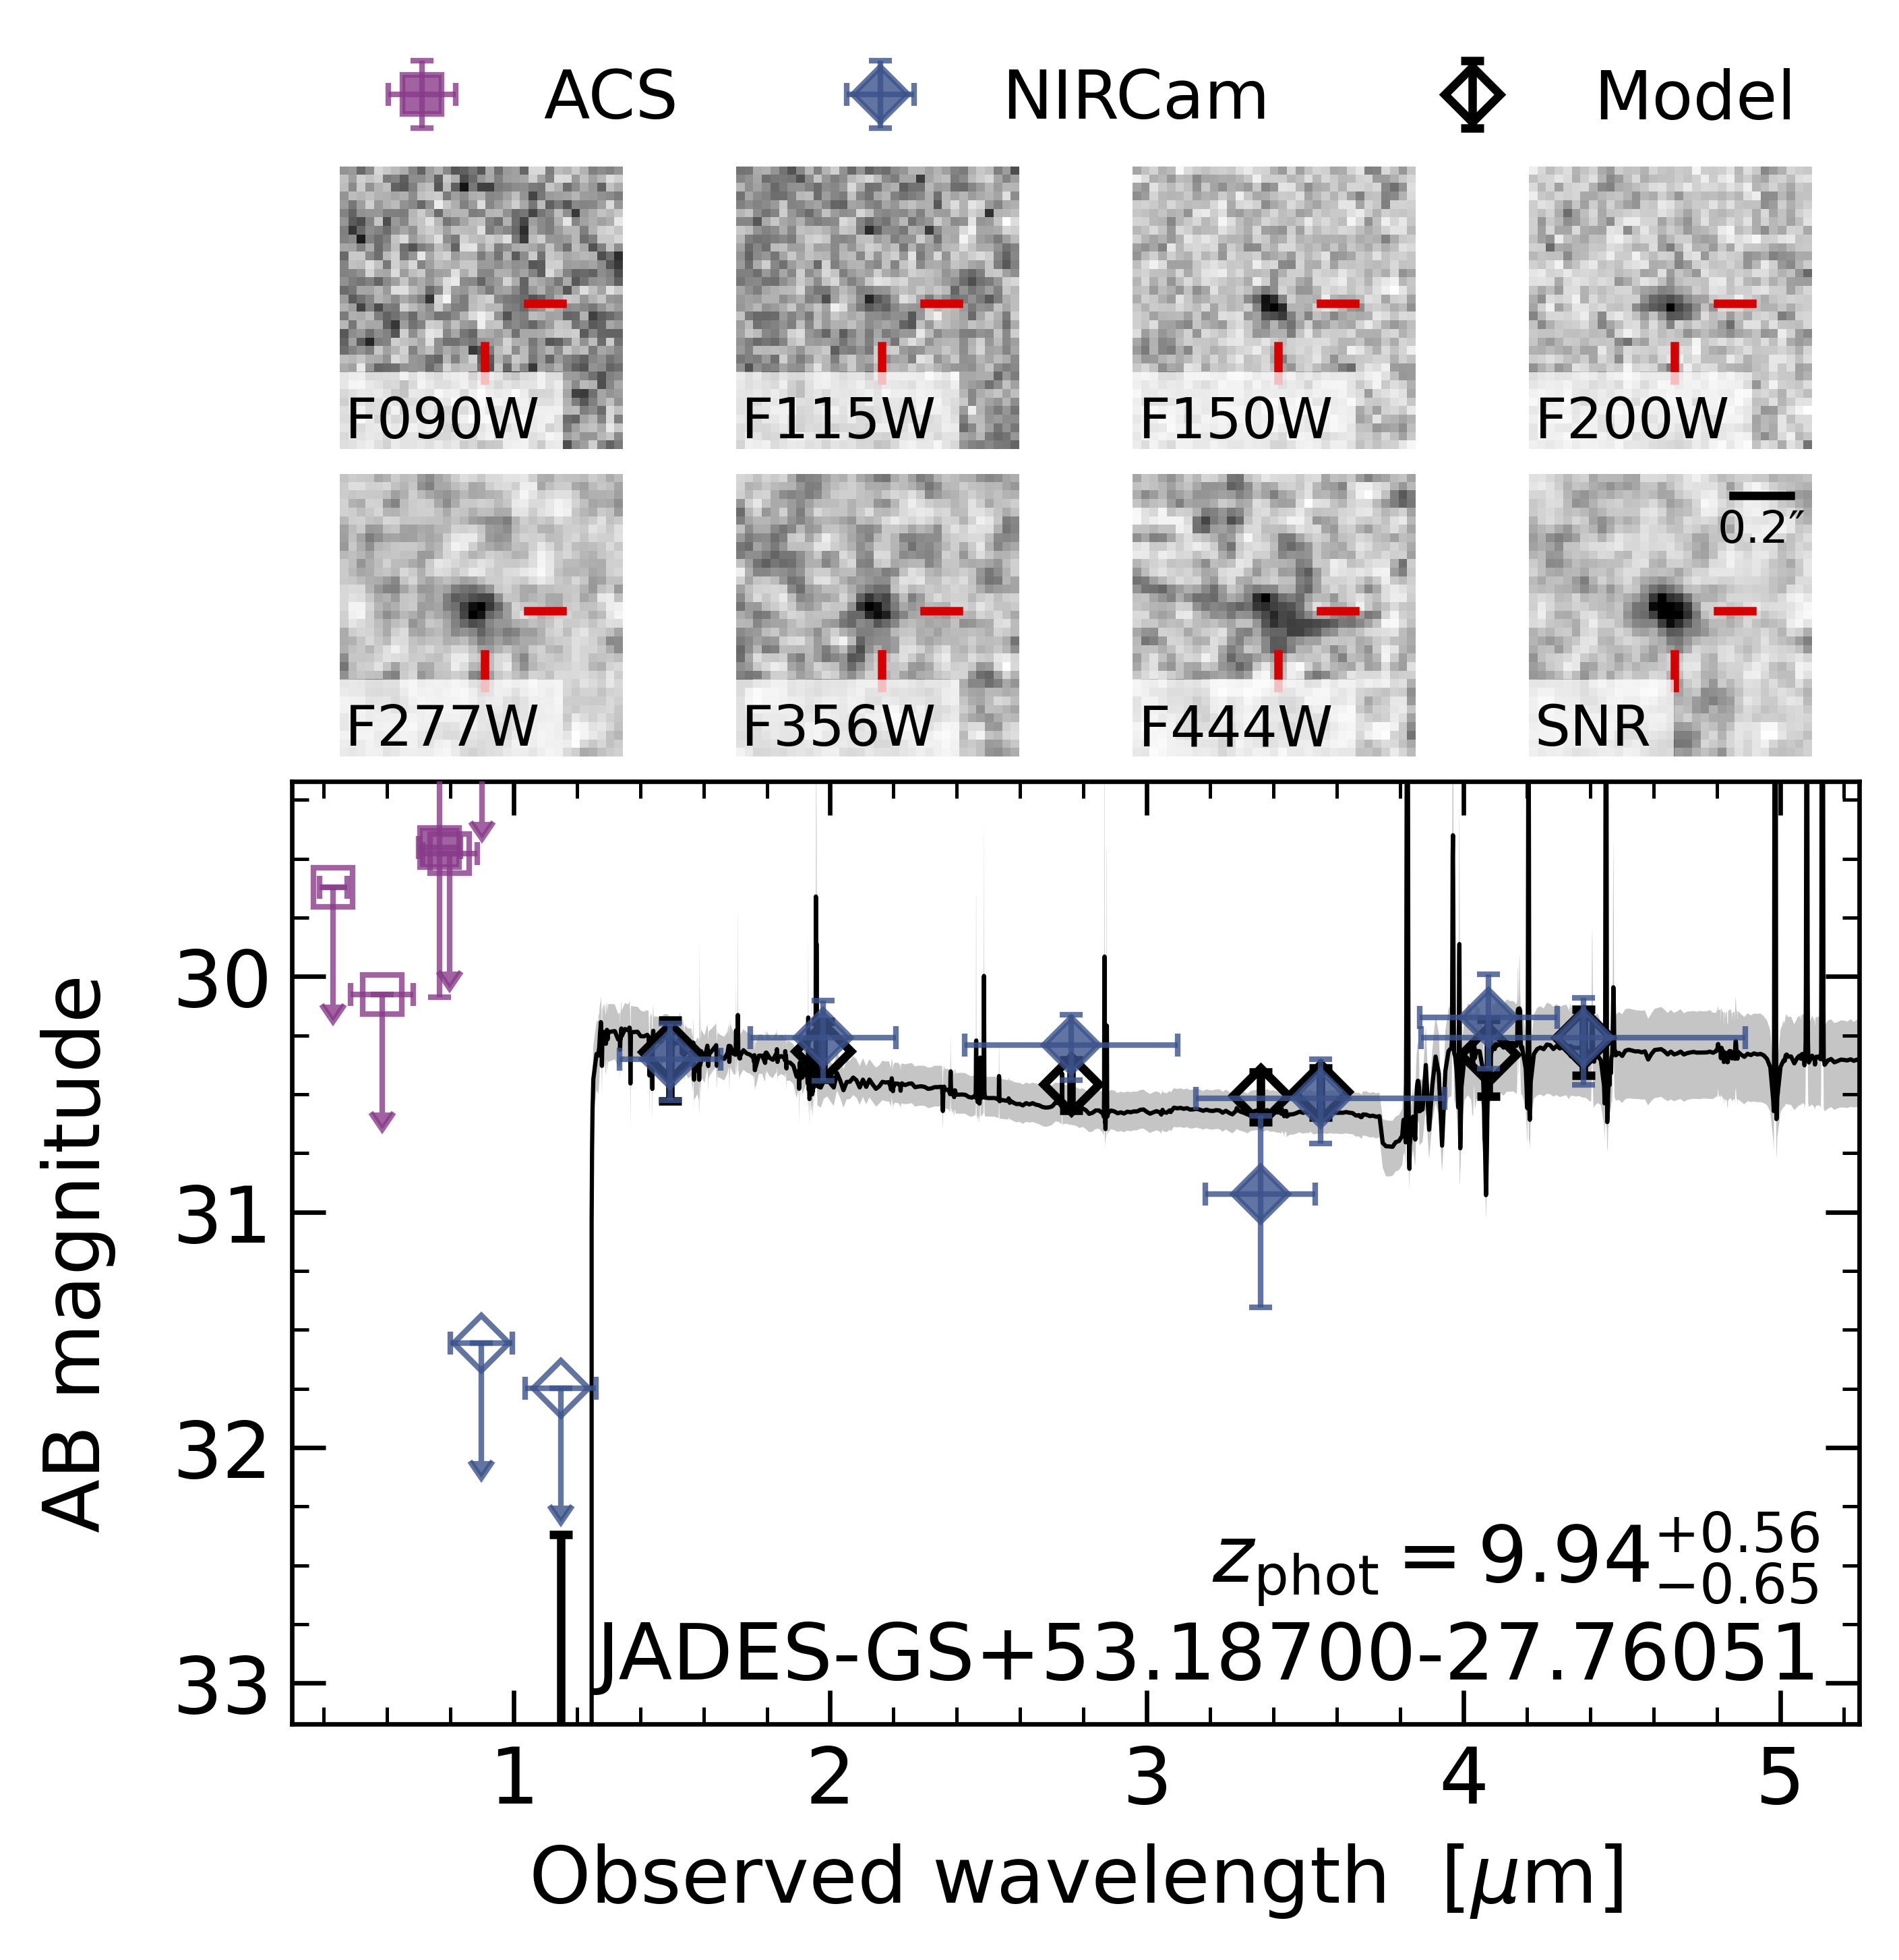 ACS NIRCam Model
F090W F115W F150W F200W
0.2″
F277W F356W F444W SNR
30
31
32
33
AB magnitude
z_phot = 9.94 +0.56 −0.65
JADES-GS+53.18700-27.76051
1 2 3 4 5
Observed wavelength [μm]